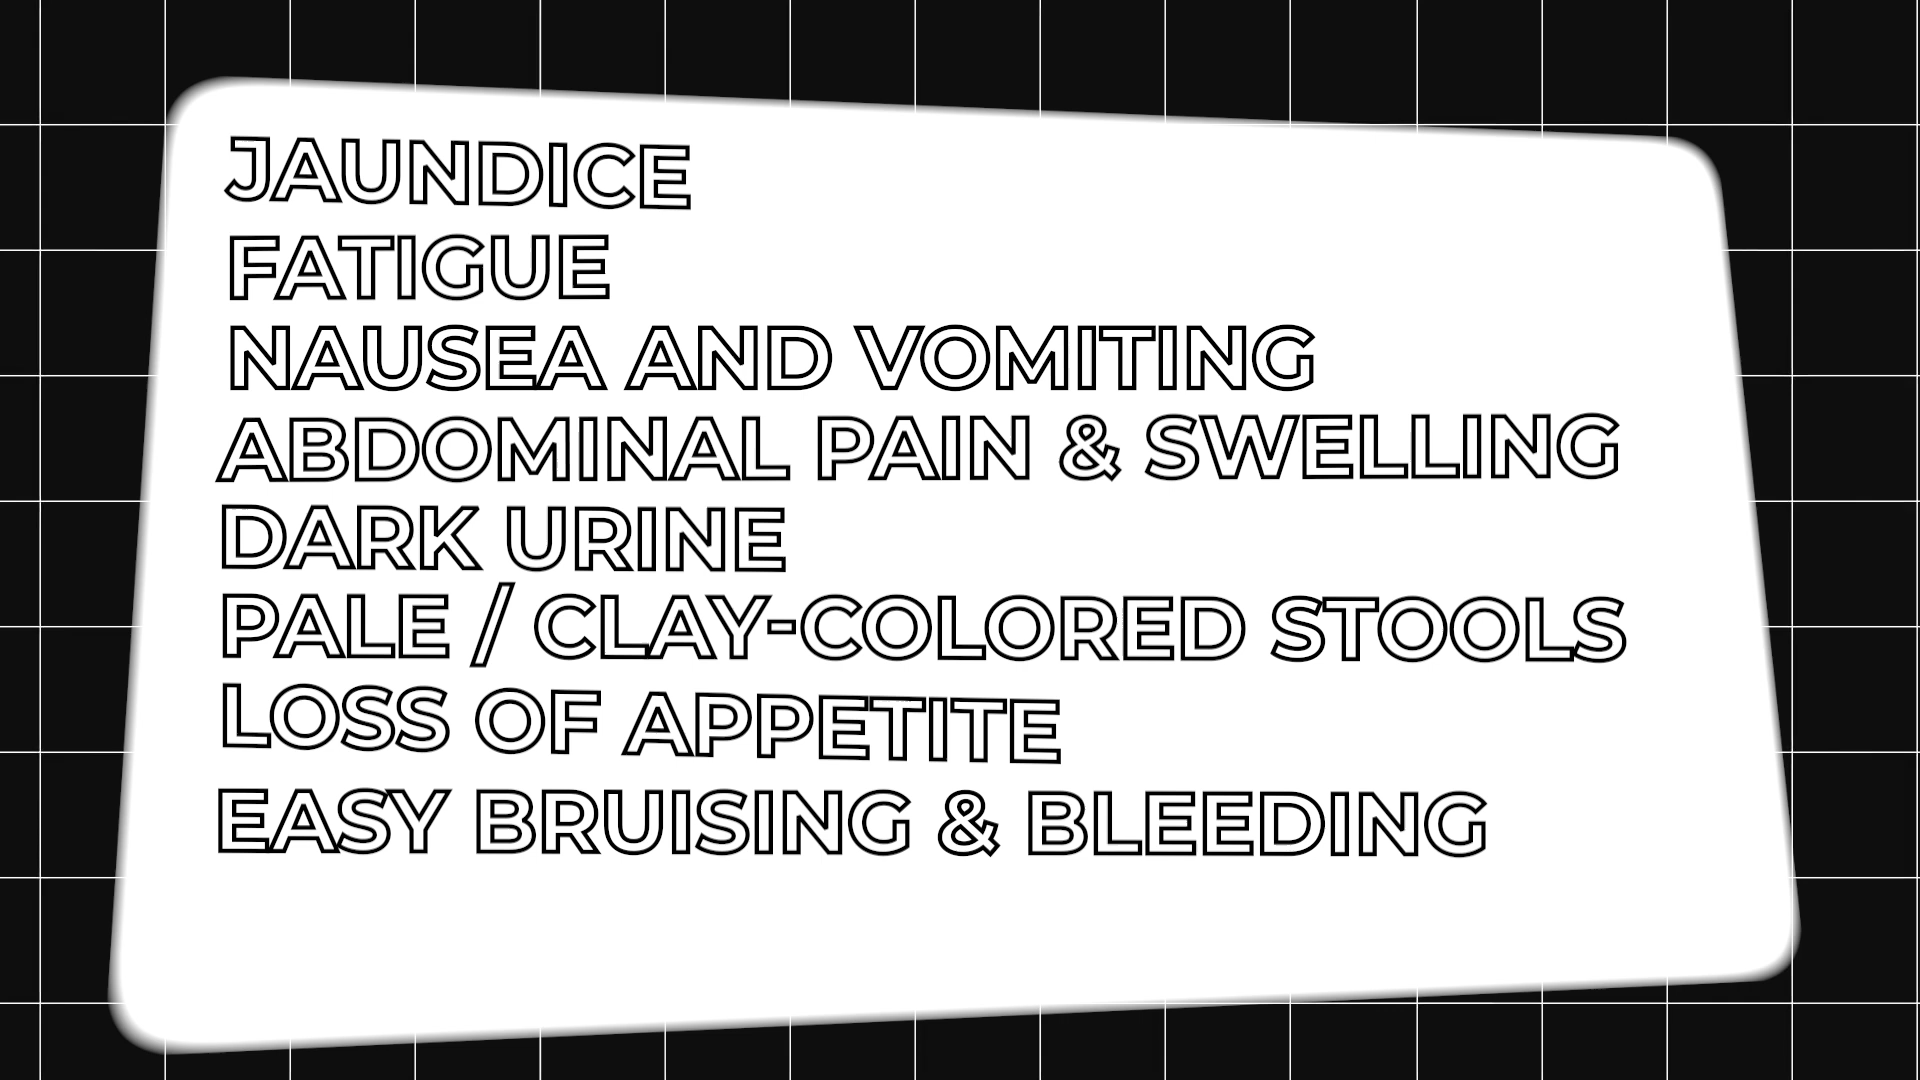 JAUNDICE
FATIGUE
NAUSEA AND VOMITING
ABDOMINAL PAIN & SWELLING
DARK URINE
PALE / CLAY-COLORED STOOLS
LOSS OF APPETITE
EASY BRUISING & BLEEDING